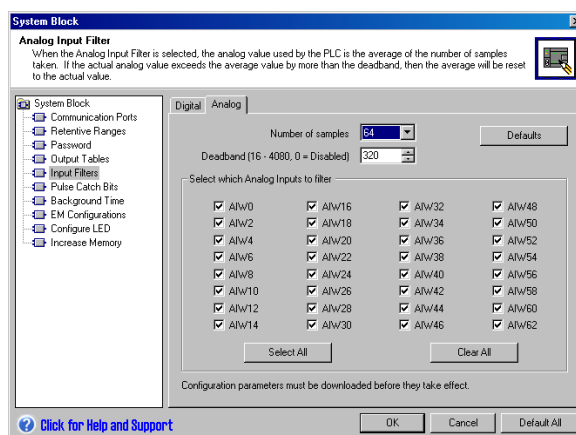 System Block
Analog Input Filter
When the Analog Input Filter is selected, the analog value used by the PLC is the average of the number of samples
taken. If the actual analog value exceeds the average value by more than the deadband, then the average will be reset
to the actual value.
System Block
Communication Ports
Retentive Ranges
Password
Output Tables
Input Filters
Pulse Catch Bits
Background Time
EM Configurations
Configure LED
Increase Memory
Digital Analog
Number of samples 64 Defaults
Deadband (16 - 4080, 0 = Disabled) 320
Select which Analog Inputs to filter
AIW0 AIW16 AIW32 AIW48
AIW2 AIW18 AIW34 AIW50
AIW4 AIW20 AIW36 AIW52
AIW6 AIW22 AIW38 AIW54
AIW8 AIW24 AIW40 AIW56
AIW10 AIW26 AIW42 AIW58
AIW12 AIW28 AIW44 AIW60
AIW14 AIW30 AIW46 AIW62
Select All Clear All
Configuration parameters must be downloaded before they take effect.
Click for Help and Support OK Cancel Default All